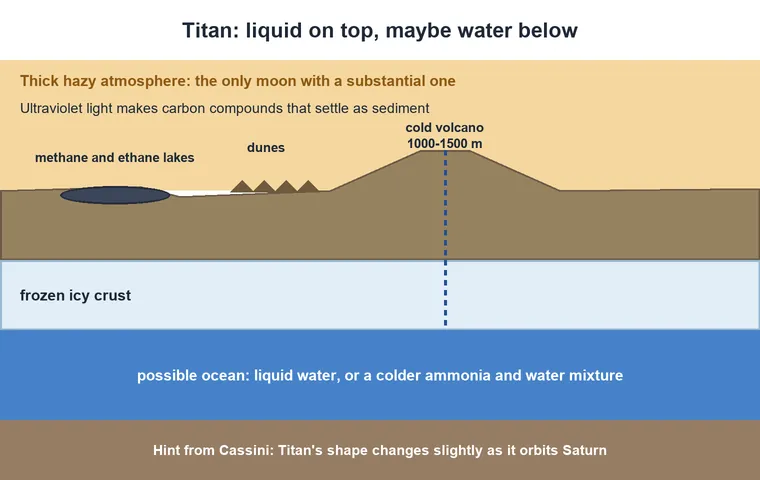 Titan: liquid on top, maybe water below
Thick hazy atmosphere: the only moon with a substantial one
Ultraviolet light makes carbon compounds that settle as sediment
cold volcano
1000-1500 m
dunes
methane and ethane lakes
frozen icy crust
possible ocean: liquid water, or a colder ammonia and water mixture
Hint from Cassini: Titan's shape changes slightly as it orbits Saturn